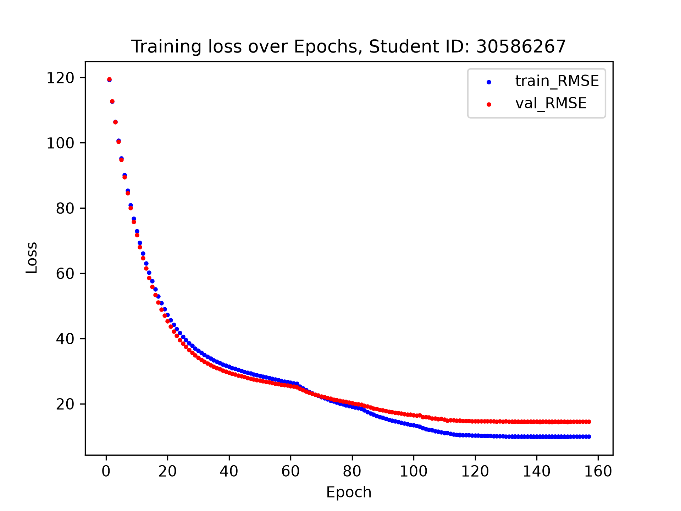 Training loss over Epochs, Student ID: 30586267
train_RMSE
val_RMSE
120
100
80
60
40
20
Loss
0 20 40 60 80 100 120 140 160
Epoch